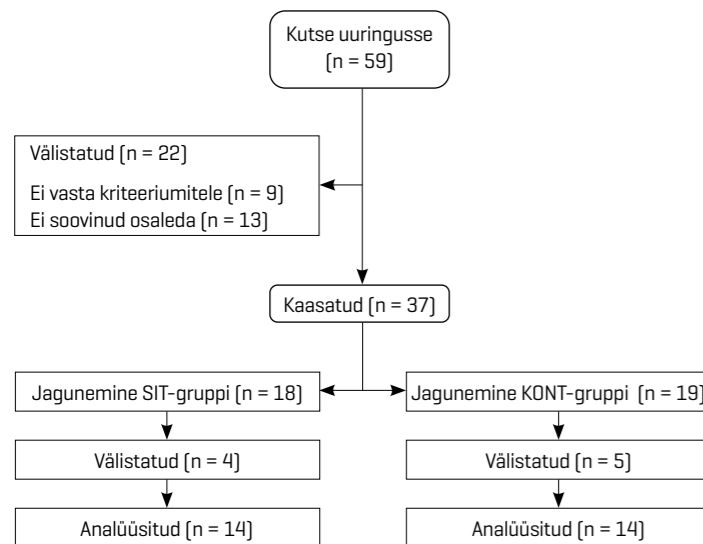 Kutse uuringusse
(n = 59)
Välistatud (n = 22)
Ei vasta kriteeriumitele (n = 9)
Ei soovinud osaleda (n = 13)
Kaasatud (n = 37)
Jagunemine SIT-gruppi (n = 18)
Jagunemine KONT-gruppi (n = 19)
Välistatud (n = 4)
Välistatud (n = 5)
Analüüsitud (n = 14)
Analüüsitud (n = 14)